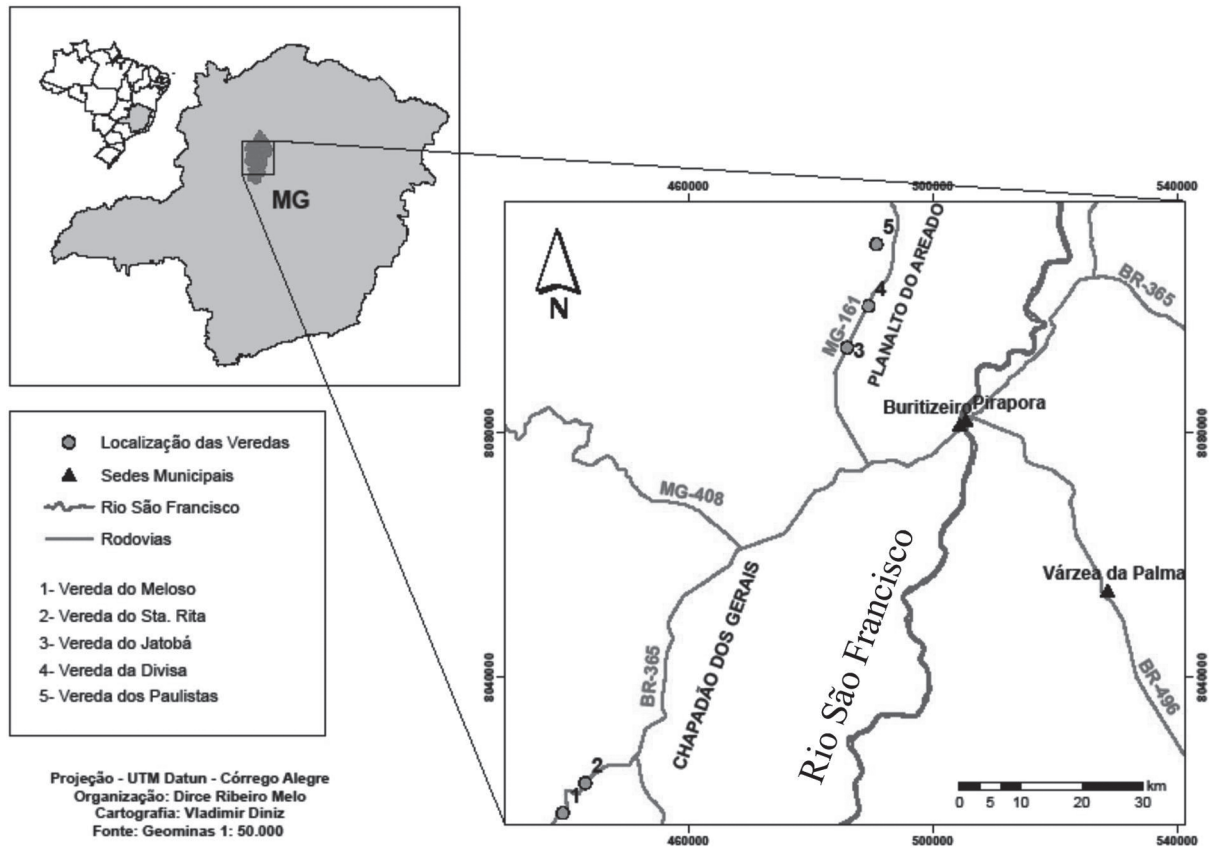 MG
Localização das Veredas
Sedes Municipais
Rio São Francisco
Rodovias
1- Vereda do Meloso
2- Vereda do Sta. Rita
3- Vereda do Jatobá
4- Vereda da Divisa
5- Vereda dos Paulistas
Projeção - UTM Datun - Córrego Alegre
Organização: Dirce Ribeiro Melo
Cartografia: Vladimir Diniz
Fonte: Geominas 1: 50.000
460000
500000
540000
8080000
8040000
N
5
4
3
MG-161
PLANALTO DO AREADO
BR-365
Buritizeiro
Pirapora
8080000
MG-408
Várzea da Palma
CHAPADÃO DOS GERAIS
BR-365
Rio São Francisco
BR-496
8040000
2
1
km
0 5 10 20 30
460000
500000
540000